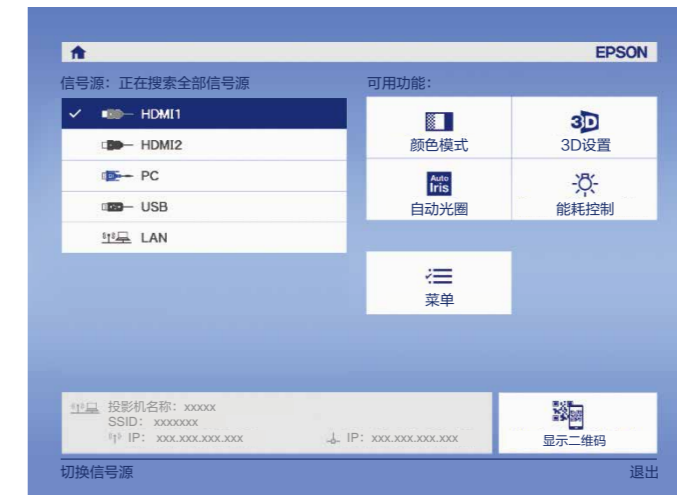 EPSON
信号源：正在搜索全部信号源
可用功能：
HDMI1
HDMI2
PC
USB
LAN
颜色模式
3D
3D设置
Auto
Iris
自动光圈
能耗控制
菜单
投影机名称：xxxxx
SSID：xxxxxxx
IP：xxx.xxx.xxx.xxx
IP：xxx.xxx.xxx.xxx
显示二维码
切换信号源
退出